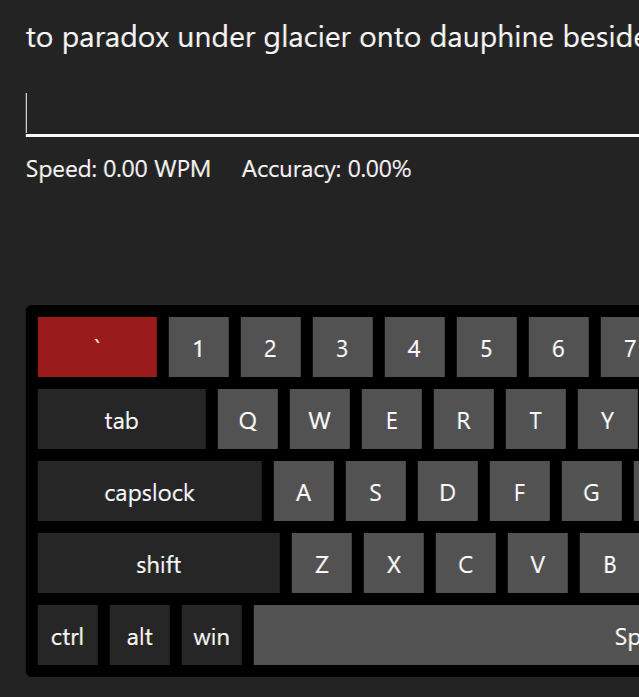 to paradox under glacier onto dauphine beside
Speed: 0.00 WPM Accuracy: 0.00%
` 1 2 3 4 5 6 7
tab Q W E R T Y
capslock A S D F G
shift Z X C V B
ctrl alt win Sp